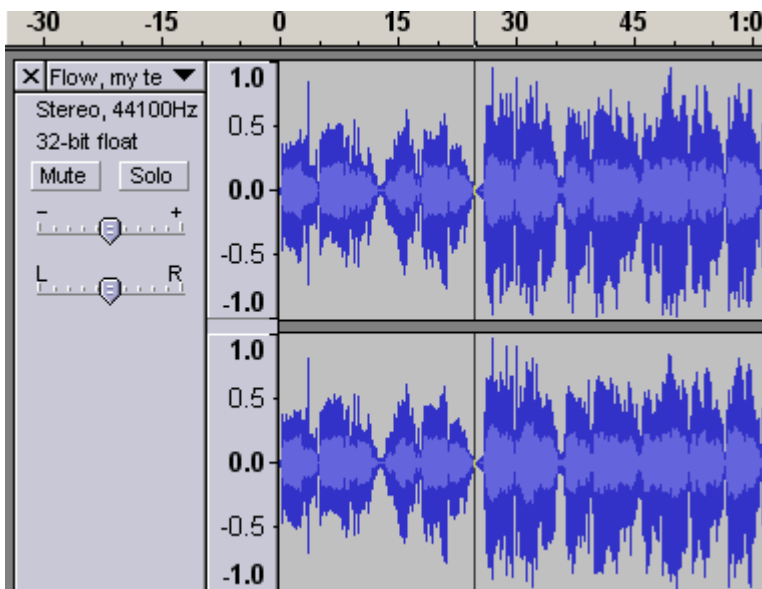 -30 -15 0 15 30 45 1:0
X Flow, my te
Stereo, 44100Hz
32-bit float
Mute Solo
- +
L R
1.0
0.5
0.0
-0.5
-1.0
1.0
0.5
0.0
-0.5
-1.0